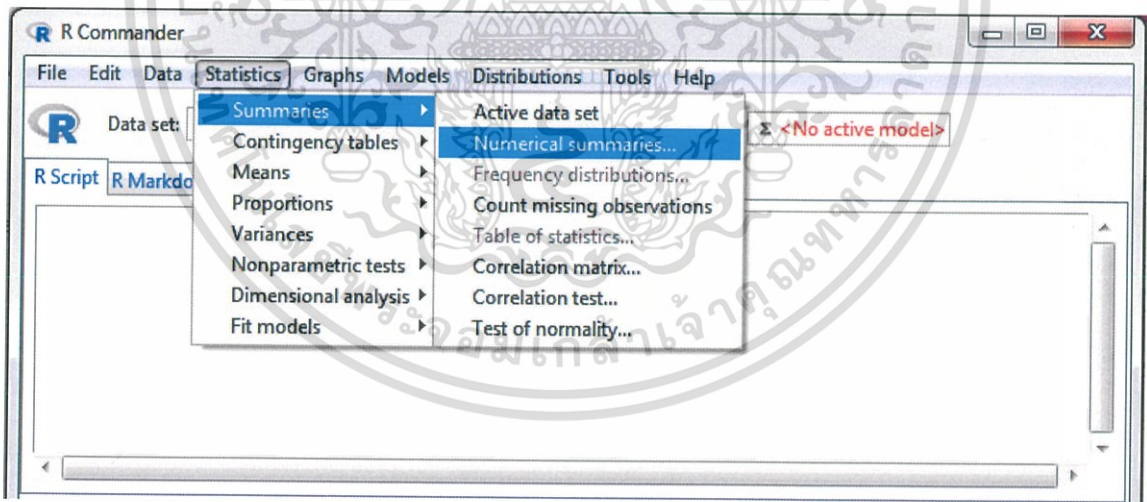 R R Commander
File Edit Data Statistics Graphs Models Distributions Tools Help
R Data set: Σ <No active model>
Summaries
Contingency tables
Means
Proportions
Variances
Nonparametric tests
Dimensional analysis
Fit models
Active data set
Numerical summaries...
Frequency distributions...
Count missing observations
Table of statistics...
Correlation matrix...
Correlation test...
Test of normality...
R Script R Markdo